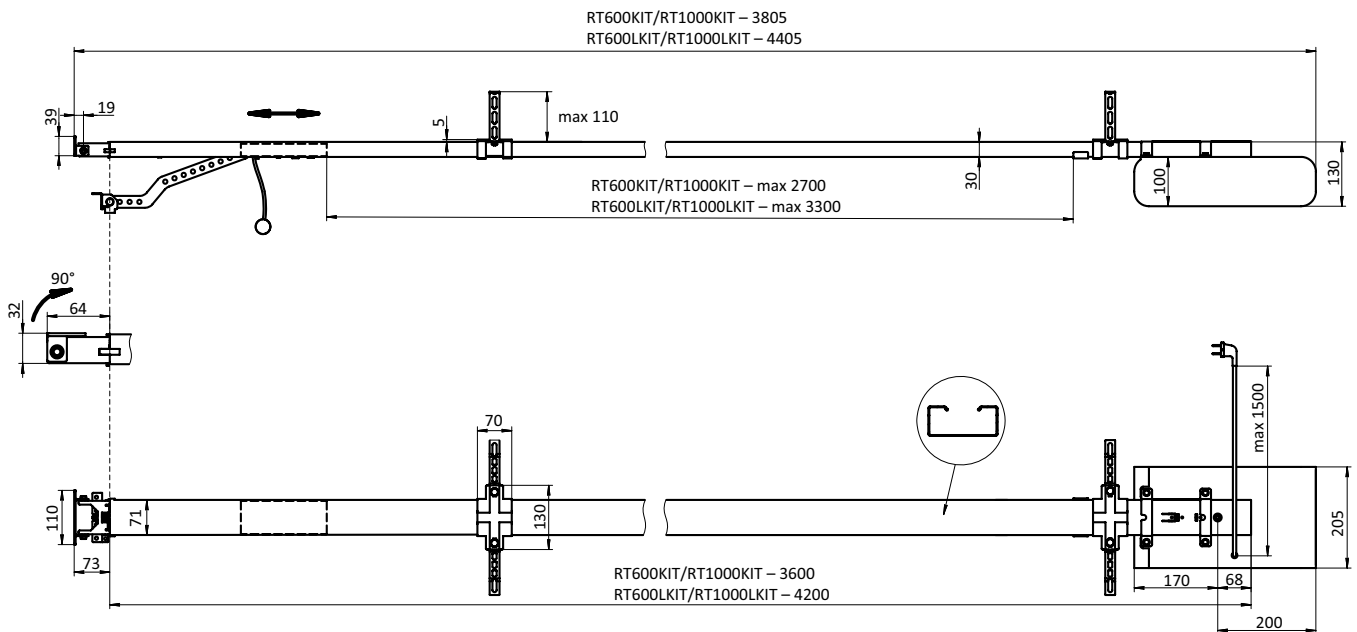 RT600KIT/RT1000KIT – 3805
RT600LKIT/RT1000LKIT – 4405
39
19
5
max 110
30
100
130
RT600KIT/RT1000KIT – max 2700
RT600LKIT/RT1000LKIT – max 3300
90°
32
64
70
max 1500
110
71
130
205
73
RT600KIT/RT1000KIT – 3600
RT600LKIT/RT1000LKIT – 4200
170
68
200